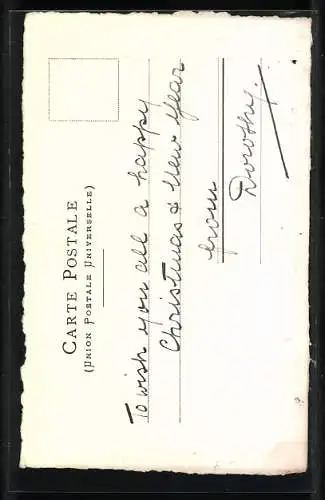 CARTE POSTALE
(UNION POSTALE UNIVERSELLE)
To wish you all a happy
Christmas & New Year
from
Dorothy.